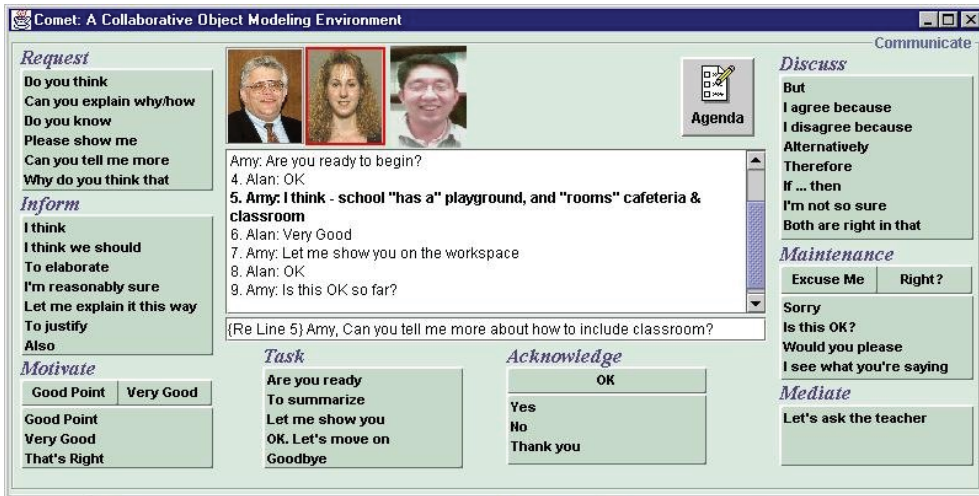 Comet: A Collaborative Object Modeling Environment
Communicate
Request
Do you think
Can you explain why/how
Do you know
Please show me
Can you tell me more
Why do you think that
Inform
I think
I think we should
To elaborate
I'm reasonably sure
Let me explain it this way
To justify
Also
Motivate
Good Point
Very Good
Good Point
Very Good
That's Right
Agenda
Amy: Are you ready to begin?
4. Alan: OK
5. Amy: I think - school "has a" playground, and "rooms" cafeteria &
classroom
6. Alan: Very Good
7. Amy: Let me show you on the workspace
8. Alan: OK
9. Amy: Is this OK so far?
{Re Line 5} Amy, Can you tell me more about how to include classroom?
Task
Are you ready
To summarize
Let me show you
OK. Let's move on
Goodbye
Acknowledge
OK
Yes
No
Thank you
Discuss
But
I agree because
I disagree because
Alternatively
Therefore
If ... then
I'm not so sure
Both are right in that
Maintenance
Excuse Me
Right?
Sorry
Is this OK?
Would you please
I see what you're saying
Mediate
Let's ask the teacher